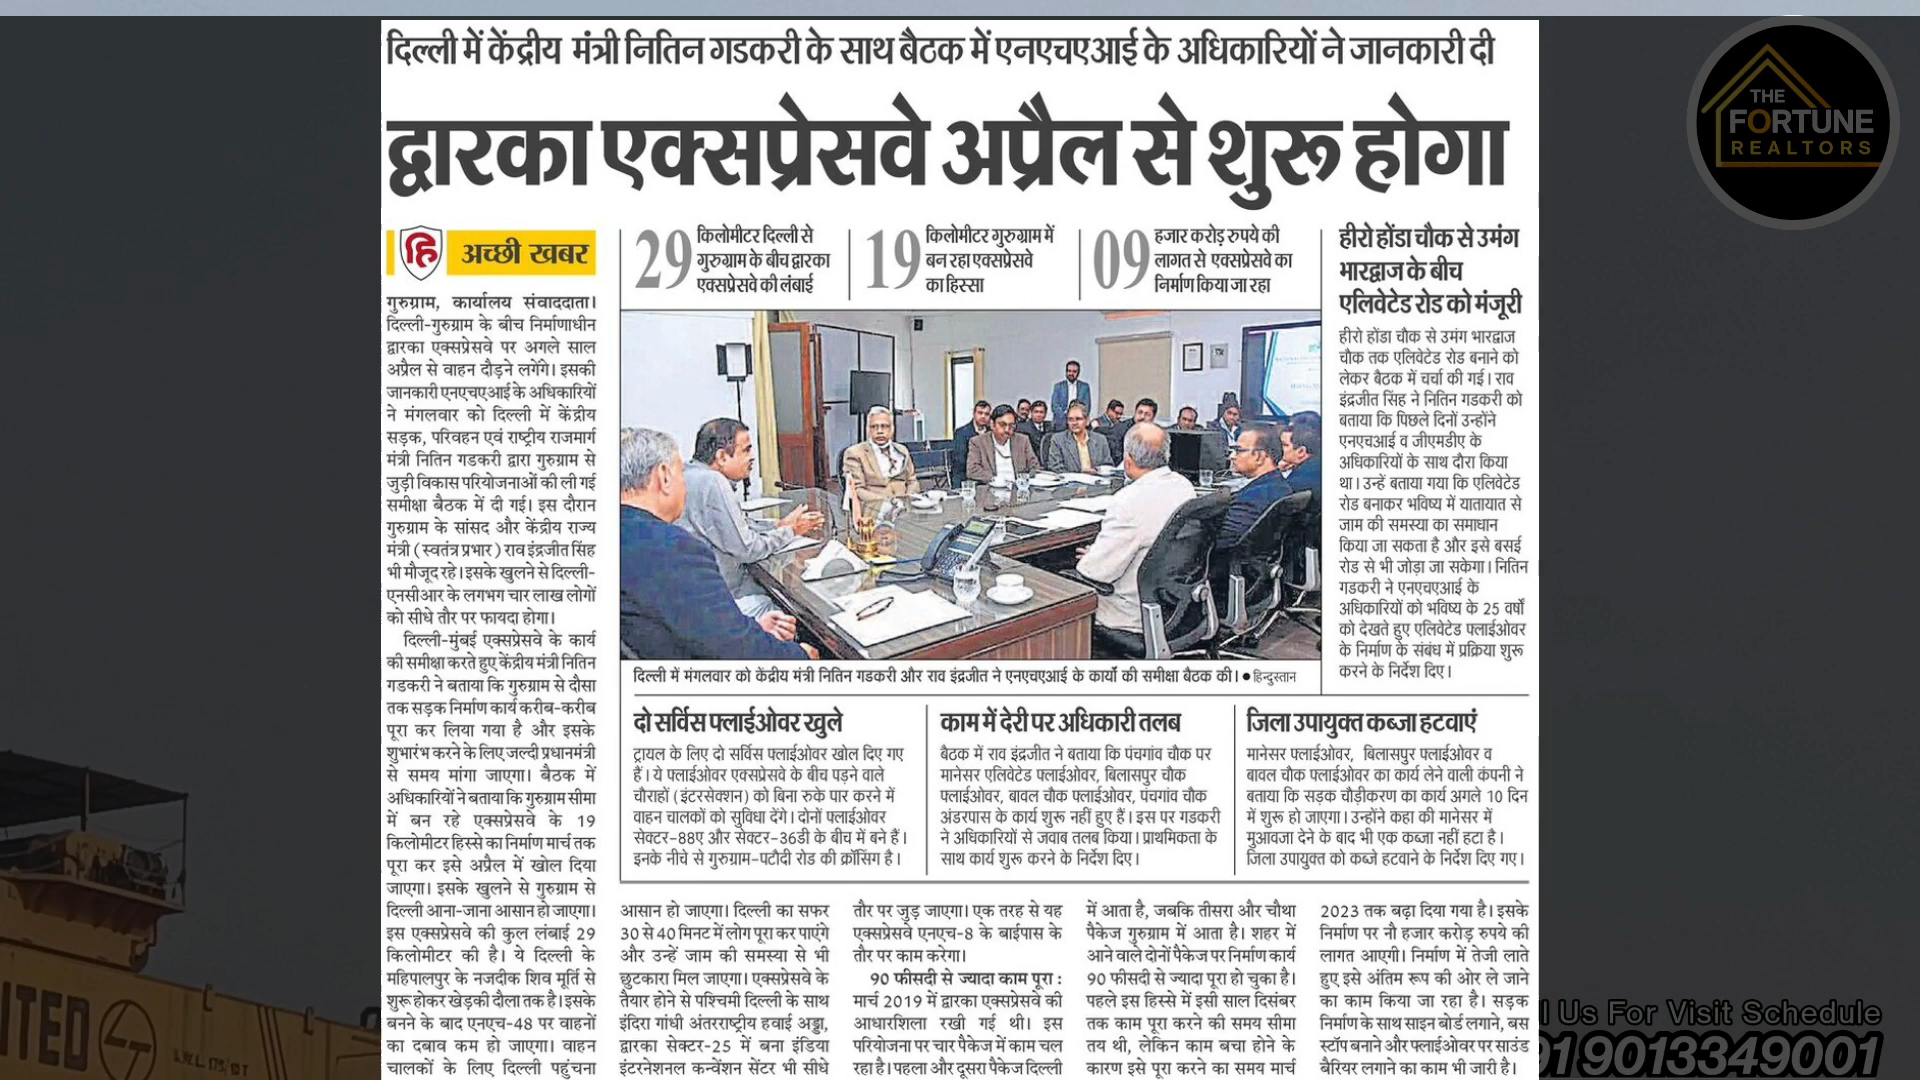 दिल्ली में केंद्रीय मंत्री नितिन गडकरी के साथ बैठक में एनएचएआई के अधिकारियों ने जानकारी दी
द्वारका एक्सप्रेसवे अप्रैल से शुरू होगा
THE
FORTUNE
REALTORS
हि
अच्छी खबर
गुरुग्राम, कार्यालय संवाददाता।
दिल्ली-गुरुग्राम के बीच निर्माणाधीन
द्वारका एक्सप्रेसवे पर अगले साल
अप्रैल से वाहन दौड़ने लगेंगे। इसकी
जानकारी एनएचएआई के अधिकारियों
ने मंगलवार को दिल्ली में केंद्रीय
सड़क, परिवहन एवं राष्ट्रीय राजमार्ग
मंत्री नितिन गडकरी द्वारा गुरुग्राम से
जुड़ी विकास परियोजनाओं की ली गई
समीक्षा बैठक में दी गई। इस दौरान
गुरुग्राम के सांसद और केंद्रीय राज्य
मंत्री (स्वतंत्र प्रभार) राव इंद्रजीत सिंह
भी मौजूद रहे। इसके खुलने से दिल्ली-
एनसीआर के लगभग चार लाख लोगों
को सीधे तौर पर फायदा होगा।
दिल्ली-मुंबई एक्सप्रेसवे के कार्य
की समीक्षा करते हुए केंद्रीय मंत्री नितिन
गडकरी ने बताया कि गुरुग्राम से दौसा
तक सड़क निर्माण कार्य करीब-करीब
पूरा कर लिया गया है और इसके
शुभारंभ करने के लिए जल्दी प्रधानमंत्री
से समय मांगा जाएगा। बैठक में
अधिकारियों ने बताया कि गुरुग्राम सीमा
में बन रहे एक्सप्रेसवे के 19
किलोमीटर हिस्से का निर्माण मार्च तक
पूरा कर इसे अप्रैल में खोल दिया
जाएगा। इसके खुलने से गुरुग्राम से
दिल्ली आना-जाना आसान हो जाएगा।
इस एक्सप्रेसवे की कुल लंबाई 29
किलोमीटर की है। ये दिल्ली के
महिपालपुर के नजदीक शिव मूर्ति से
शुरू होकर खेड़की दौला तक है। इसके
बनने के बाद एनएच-48 पर वाहनों
का दबाव कम हो जाएगा। वाहन
चालकों के लिए दिल्ली पहुंचना
29 किलोमीटर दिल्ली से
गुरुग्राम के बीच द्वारका
एक्सप्रेसवे की लंबाई
19 किलोमीटर गुरुग्राम में
बन रहा एक्सप्रेसवे
का हिस्सा
09 हजार करोड़ रुपये की
लागत से एक्सप्रेसवे का
निर्माण किया जा रहा
दिल्ली में मंगलवार को केंद्रीय मंत्री नितिन गडकरी और राव इंद्रजीत ने एनएचएआई के कार्यों की समीक्षा बैठक की। ● हिन्दुस्तान
हीरो होंडा चौक से उमंग
भारद्वाज के बीच
एलिवेटेड रोड को मंजूरी
हीरो होंडा चौक से उमंग भारद्वाज
चौक तक एलिवेटेड रोड बनाने को
लेकर बैठक में चर्चा की गई। राव
इंद्रजीत सिंह ने नितिन गडकरी को
बताया कि पिछले दिनों उन्होंने
एनएचआई व जीएमडीए के
अधिकारियों के साथ दौरा किया
था। उन्हें बताया गया कि एलिवेटेड
रोड बनाकर भविष्य में यातायात से
जाम की समस्या का समाधान
किया जा सकता है और इसे बसई
रोड से भी जोड़ा जा सकेगा। नितिन
गडकरी ने एनएचएआई के
अधिकारियों को भविष्य के 25 वर्षों
को देखते हुए एलिवेटेड फ्लाईओवर
के निर्माण के संबंध में प्रक्रिया शुरू
करने के निर्देश दिए।
दो सर्विस फ्लाईओवर खुले
ट्रायल के लिए दो सर्विस फ्लाईओवर खोल दिए गए
हैं। ये फ्लाईओवर एक्सप्रेसवे के बीच पड़ने वाले
चौराहों (इंटरसेक्शन) को बिना रुके पार करने में
वाहन चालकों को सुविधा देंगे। दोनों फ्लाईओवर
सेक्टर-88ए और सेक्टर-36डी के बीच में बने हैं।
इनके नीचे से गुरुग्राम-पटौदी रोड की क्रॉसिंग है।
काम में देरी पर अधिकारी तलब
बैठक में राव इंद्रजीत ने बताया कि पंचगांव चौक पर
मानेसर एलिवेटेड फ्लाईओवर, बिलासपुर चौक
फ्लाईओवर, बावल चौक फ्लाईओवर, पंचगांव चौक
अंडरपास के कार्य शुरू नहीं हुए हैं। इस पर गडकरी
ने अधिकारियों से जवाब तलब किया। प्राथमिकता के
साथ कार्य शुरू करने के निर्देश दिए।
जिला उपायुक्त कब्जा हटवाएं
मानेसर फ्लाईओवर, बिलासपुर फ्लाईओवर व
बावल चौक फ्लाईओवर का कार्य लेने वाली कंपनी ने
बताया कि सड़क चौड़ीकरण का कार्य अगले 10 दिन
में शुरू हो जाएगा। उन्होंने कहा की मानेसर में
मुआवजा देने के बाद भी एक कब्जा नहीं हटा है।
जिला उपायुक्त को कब्जे हटवाने के निर्देश दिए गए।
आसान हो जाएगा। दिल्ली का सफर
30 से 40 मिनट में लोग पूरा कर पाएंगे
और उन्हें जाम की समस्या से भी
छुटकारा मिल जाएगा। एक्सप्रेसवे के
तैयार होने से पश्चिमी दिल्ली के साथ
इंदिरा गांधी अंतरराष्ट्रीय हवाई अड्डा,
द्वारका सेक्टर-25 में बना इंडिया
इंटरनेशनल कन्वेंशन सेंटर भी सीधे
तौर पर जुड़ जाएगा। एक तरह से यह
एक्सप्रेसवे एनएच-8 के बाईपास के
तौर पर काम करेगा।
90 फीसदी से ज्यादा काम पूरा :
मार्च 2019 में द्वारका एक्सप्रेसवे की
आधारशिला रखी गई थी। इस
परियोजना पर चार पैकेज में काम चल
रहा है। पहला और दूसरा पैकेज दिल्ली
में आता है, जबकि तीसरा और चौथा
पैकेज गुरुग्राम में आता है। शहर में
आने वाले दोनों पैकेज पर निर्माण कार्य
90 फीसदी से ज्यादा पूरा हो चुका है।
पहले इस हिस्से में इसी साल दिसंबर
तक काम पूरा करने की समय सीमा
तय थी, लेकिन काम बचा होने के
कारण इसे पूरा करने का समय मार्च
2023 तक बढ़ा दिया गया है। इसके
निर्माण पर नौ हजार करोड़ रुपये की
लागत आएगी। निर्माण में तेजी लाते
हुए इसे अंतिम रूप की ओर ले जाने
का काम किया जा रहा है। सड़क
निर्माण के साथ साइन बोर्ड लगाने, बस
स्टॉप बनाने और फ्लाईओवर पर साउंड
बैरियर लगाने का काम भी जारी है।
l Us For Visit Schedule
919013349001
ITED